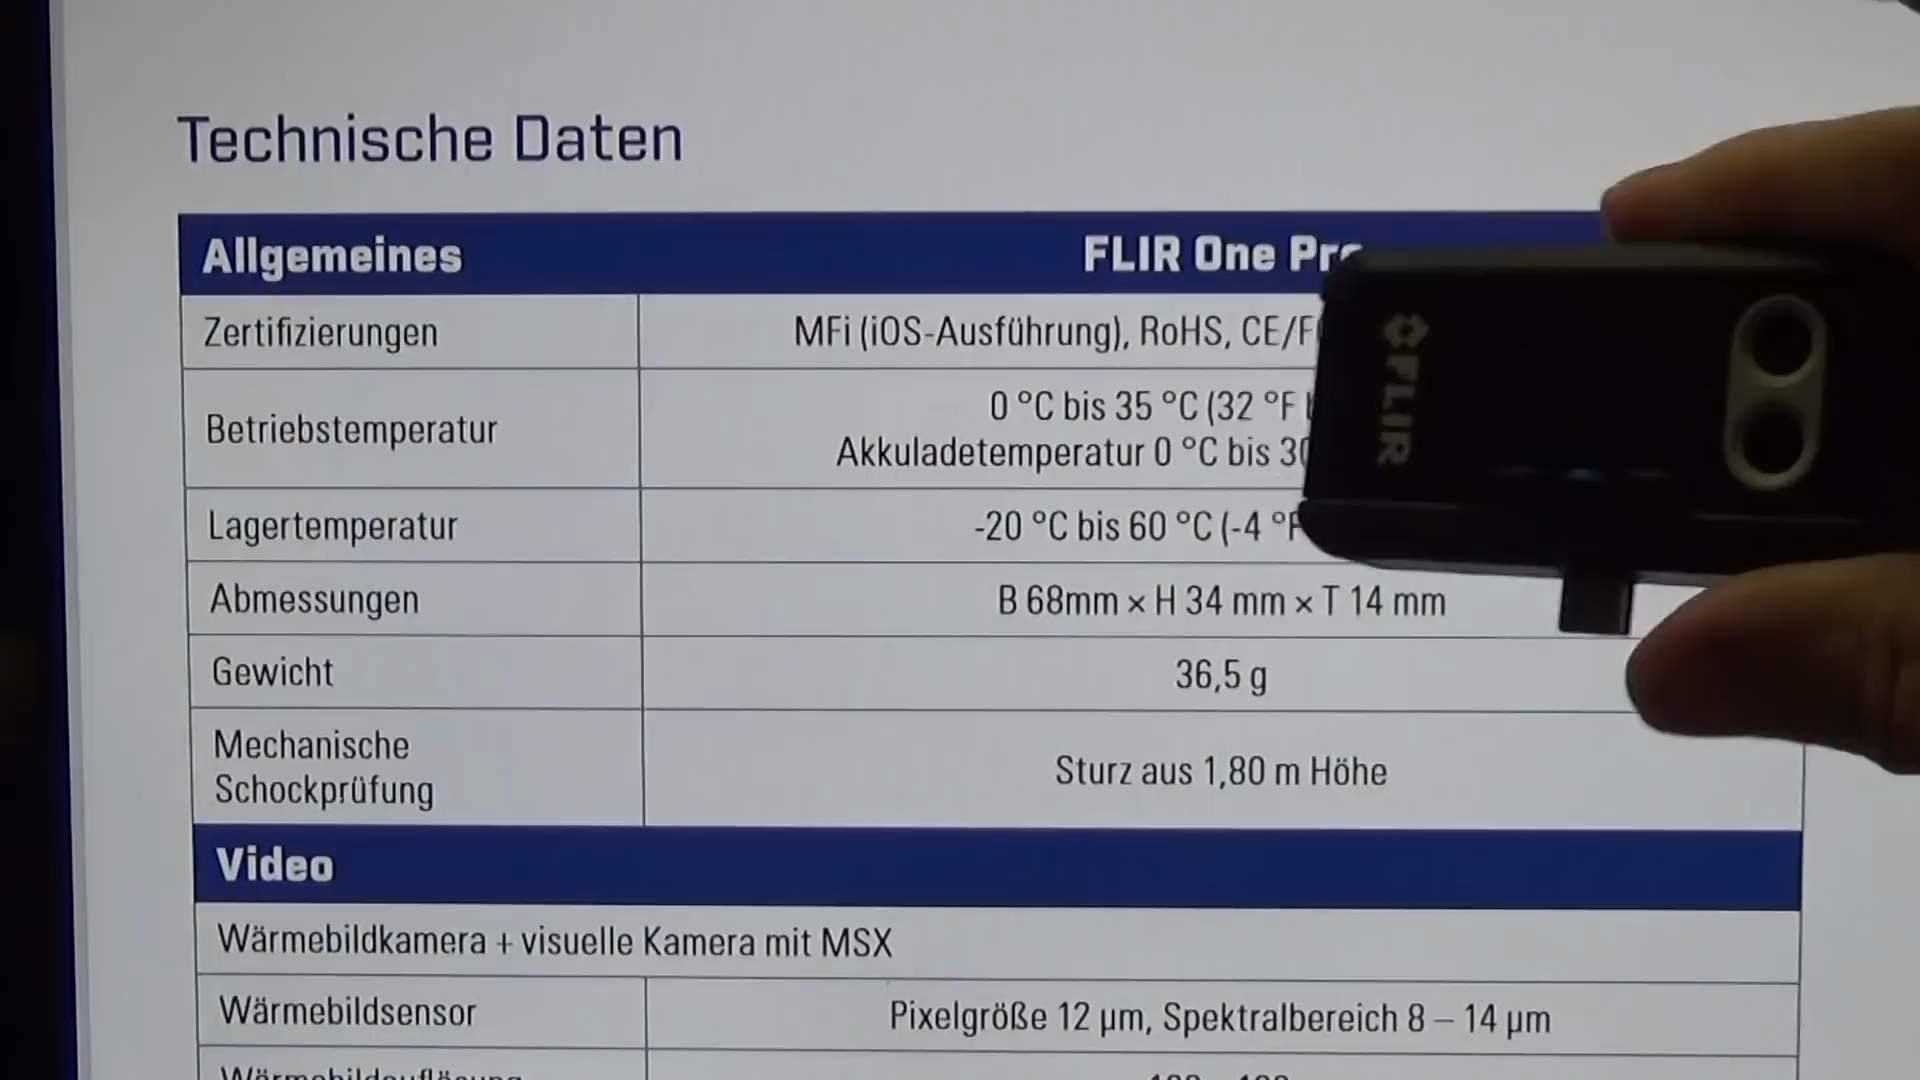 Technische Daten
Allgemeines
FLIR One Pro
Zertifizierungen
MFi (iOS-Ausführung), RoHS,
Betriebstemperatur
0 °C bis 35 °C (32 °F
Akkuladetemperatur 0 °C bis
Lagertemperatur
-20 °C bis 60 °C (-4
Abmessungen
B 68mm × H 34 mm × T 14 mm
Gewicht
36,5 g
Mechanische
Schockprüfung
Sturz aus 1,80 m Höhe
Video
Wärmebildkamera + visuelle Kamera mit MSX
Wärmebildsensor
Pixelgröße 12 µm, Spektralbereich 8 – 14 µm
FLIR